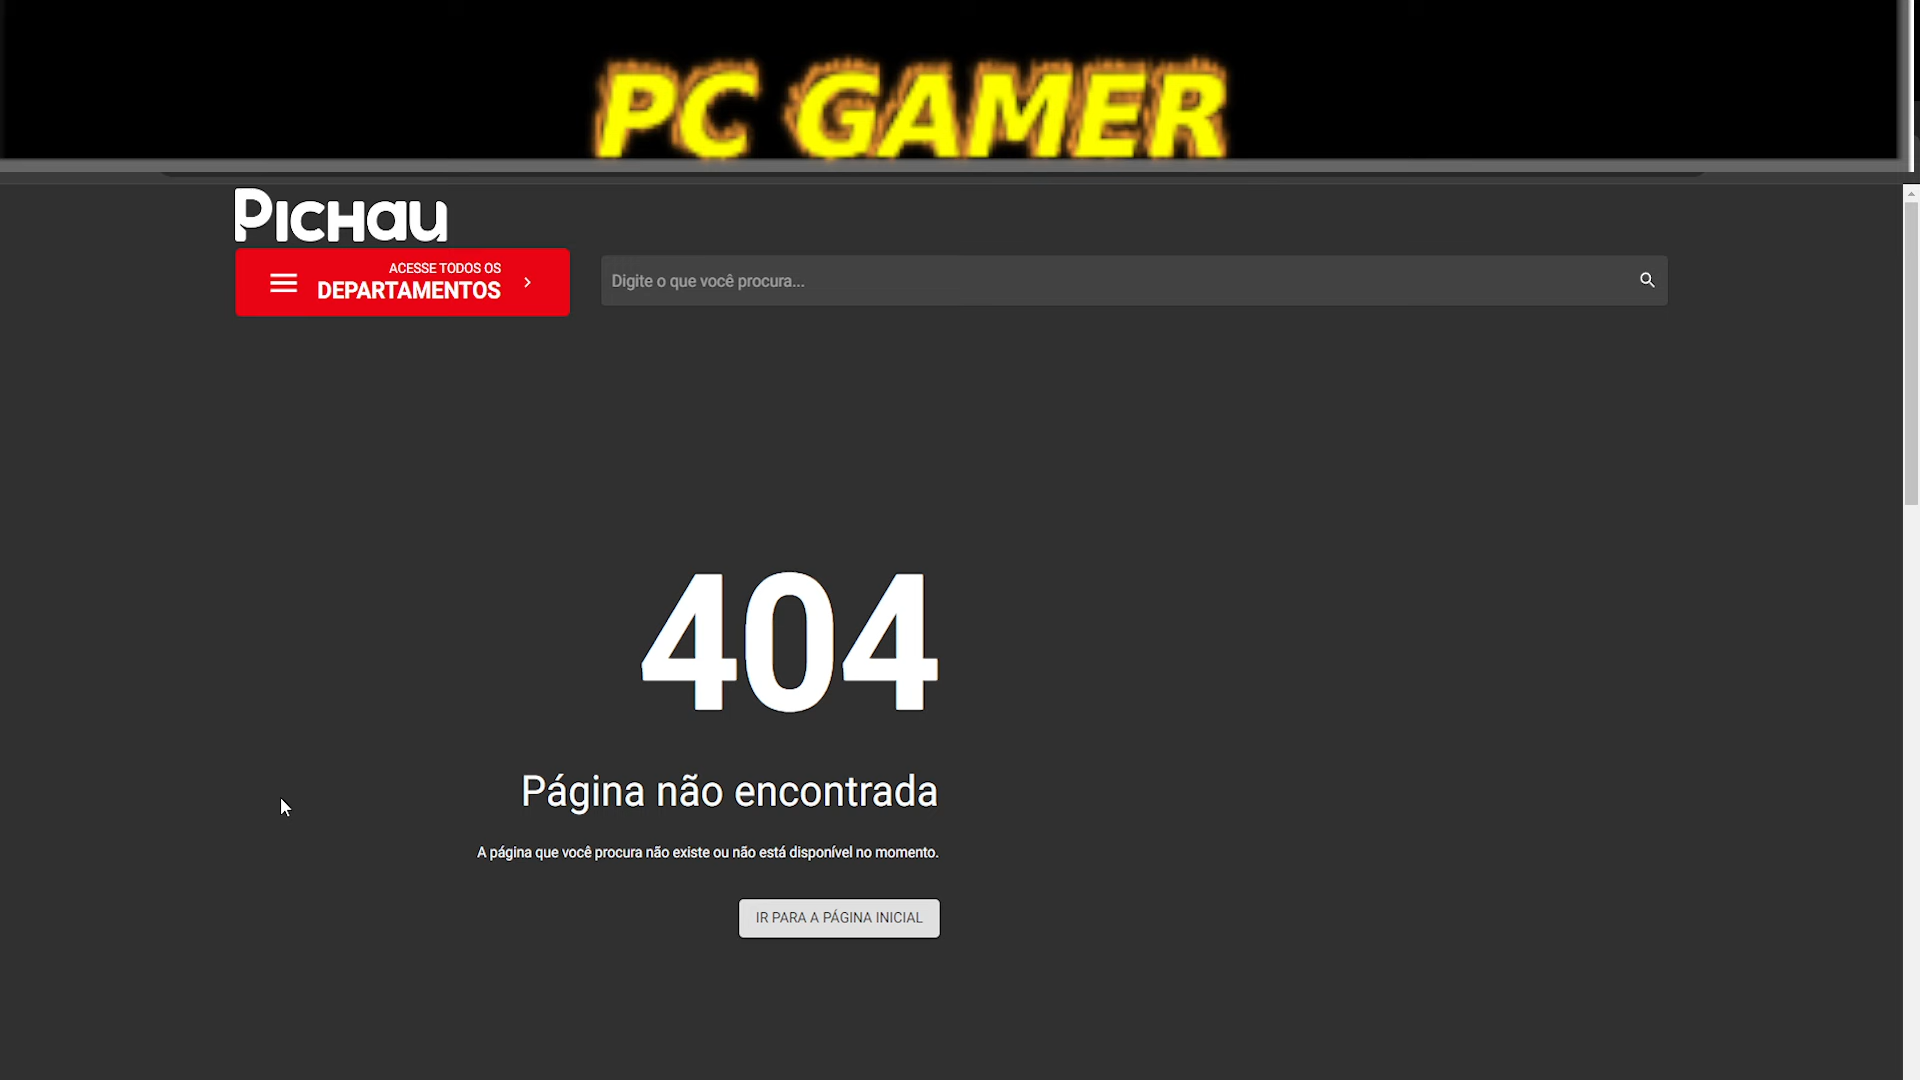 PC GAMER
PICHAU
ACESSE TODOS OS
DEPARTAMENTOS
Digite o que você procura...
404
Página não encontrada
A página que você procura não existe ou não está disponível no momento.
IR PARA A PÁGINA INICIAL